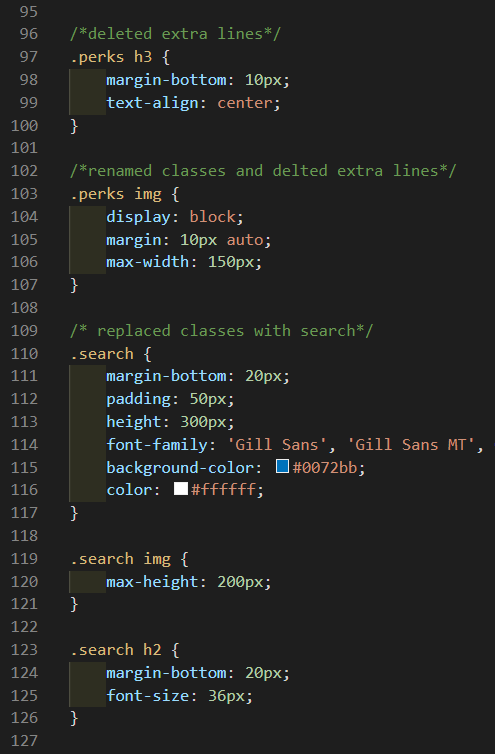 95
96 /*deleted extra lines*/
97 .perks h3 {
98 margin-bottom: 10px;
99 text-align: center;
100 }
101
102 /*renamed classes and delted extra lines*/
103 .perks img {
104 display: block;
105 margin: 10px auto;
106 max-width: 150px;
107 }
108
109 /* replaced classes with search*/
110 .search {
111 margin-bottom: 20px;
112 padding: 50px;
113 height: 300px;
114 font-family: 'Gill Sans', 'Gill Sans MT',
115 background-color: #0072bb;
116 color: #ffffff;
117 }
118
119 .search img {
120 max-height: 200px;
121 }
122
123 .search h2 {
124 margin-bottom: 20px;
125 font-size: 36px;
126 }
127